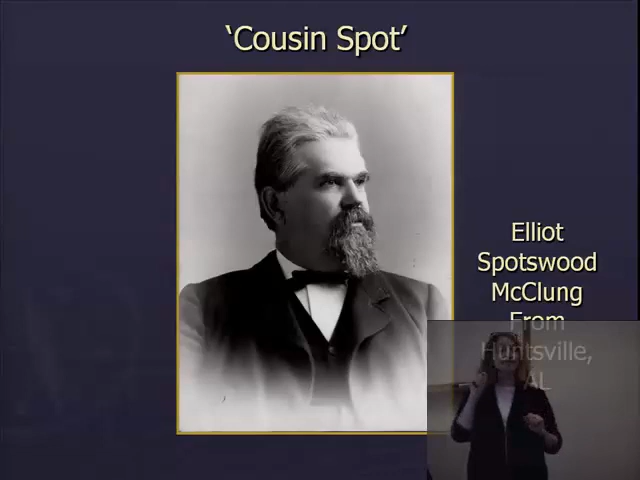 ‘Cousin Spot’
Elliot
Spotswood
McClung
From
Huntsville,
AL